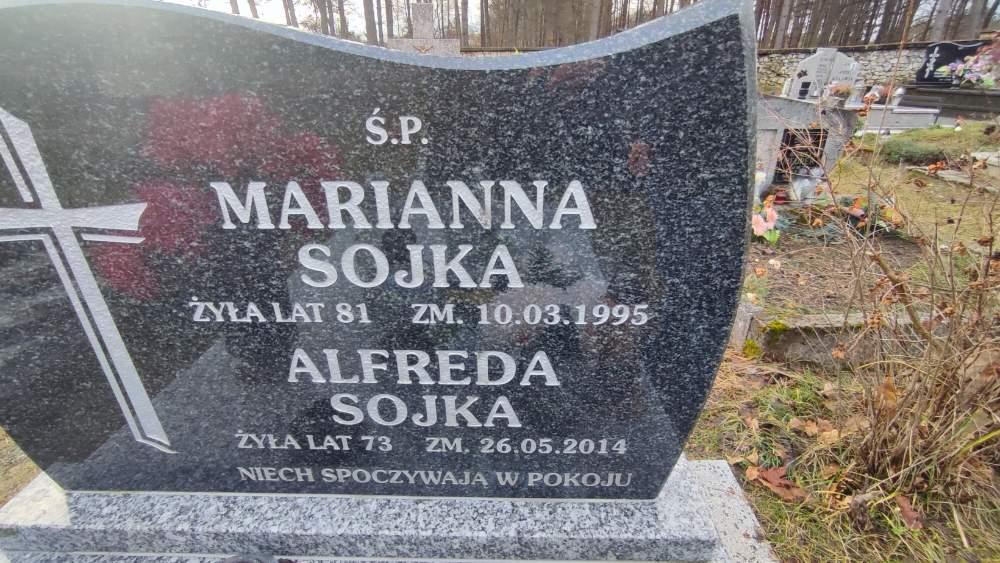 Ś.P.
MARIANNA
SOJKA
ŻYŁA LAT 81 ZM. 10.03.1995
ALFREDA
SOJKA
ŻYŁA LAT 73 ZM. 26.05.2014
NIECH SPOCZYWAJĄ W POKOJU